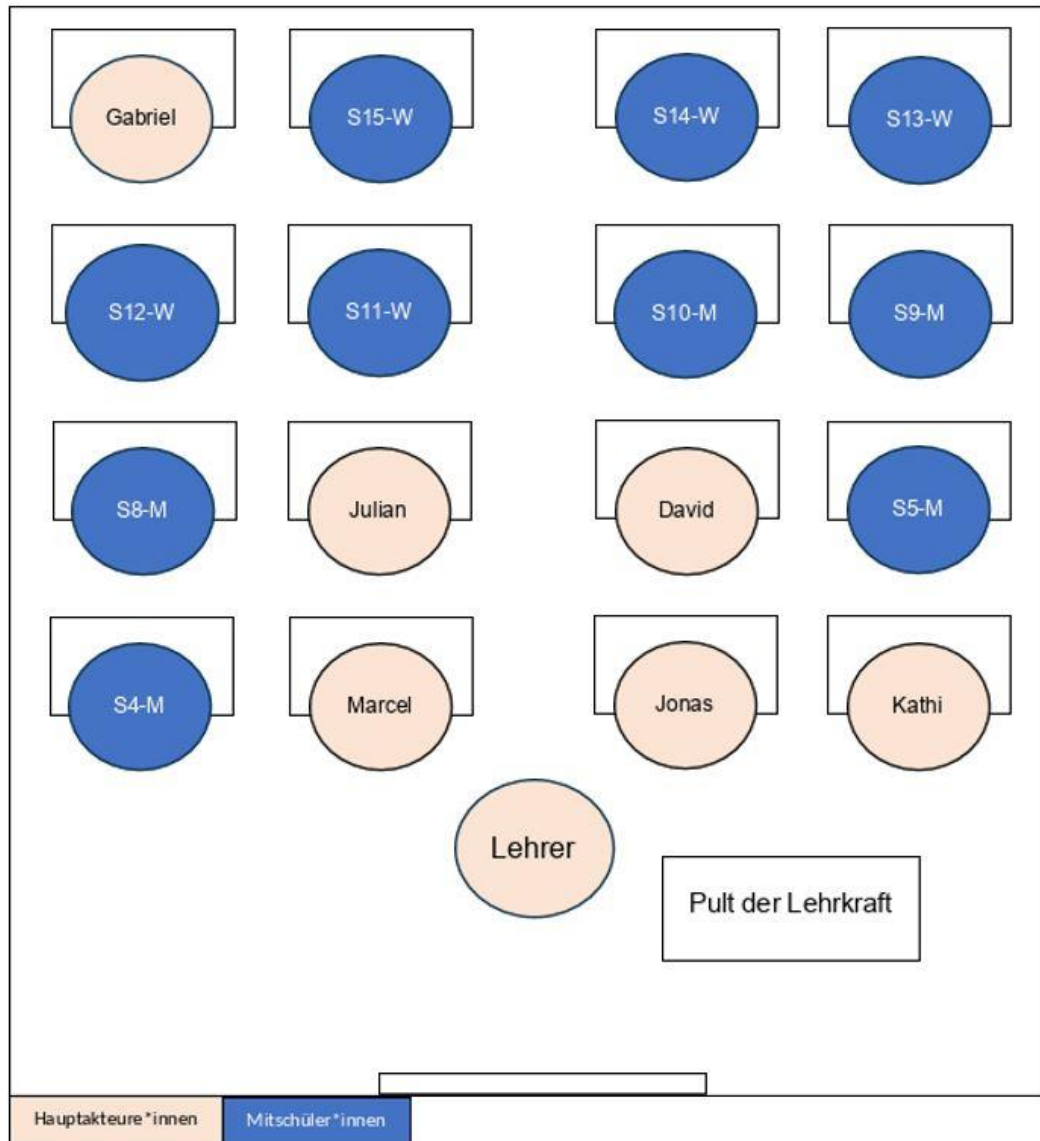 Gabriel S15-W S14-W S13-W
S12-W S11-W S10-M S9-M
S8-M Julian David S5-M
S4-M Marcel Jonas Kathi
Lehrer
Pult der Lehrkraft
Hauptakteure*innen Mitschüler*innen